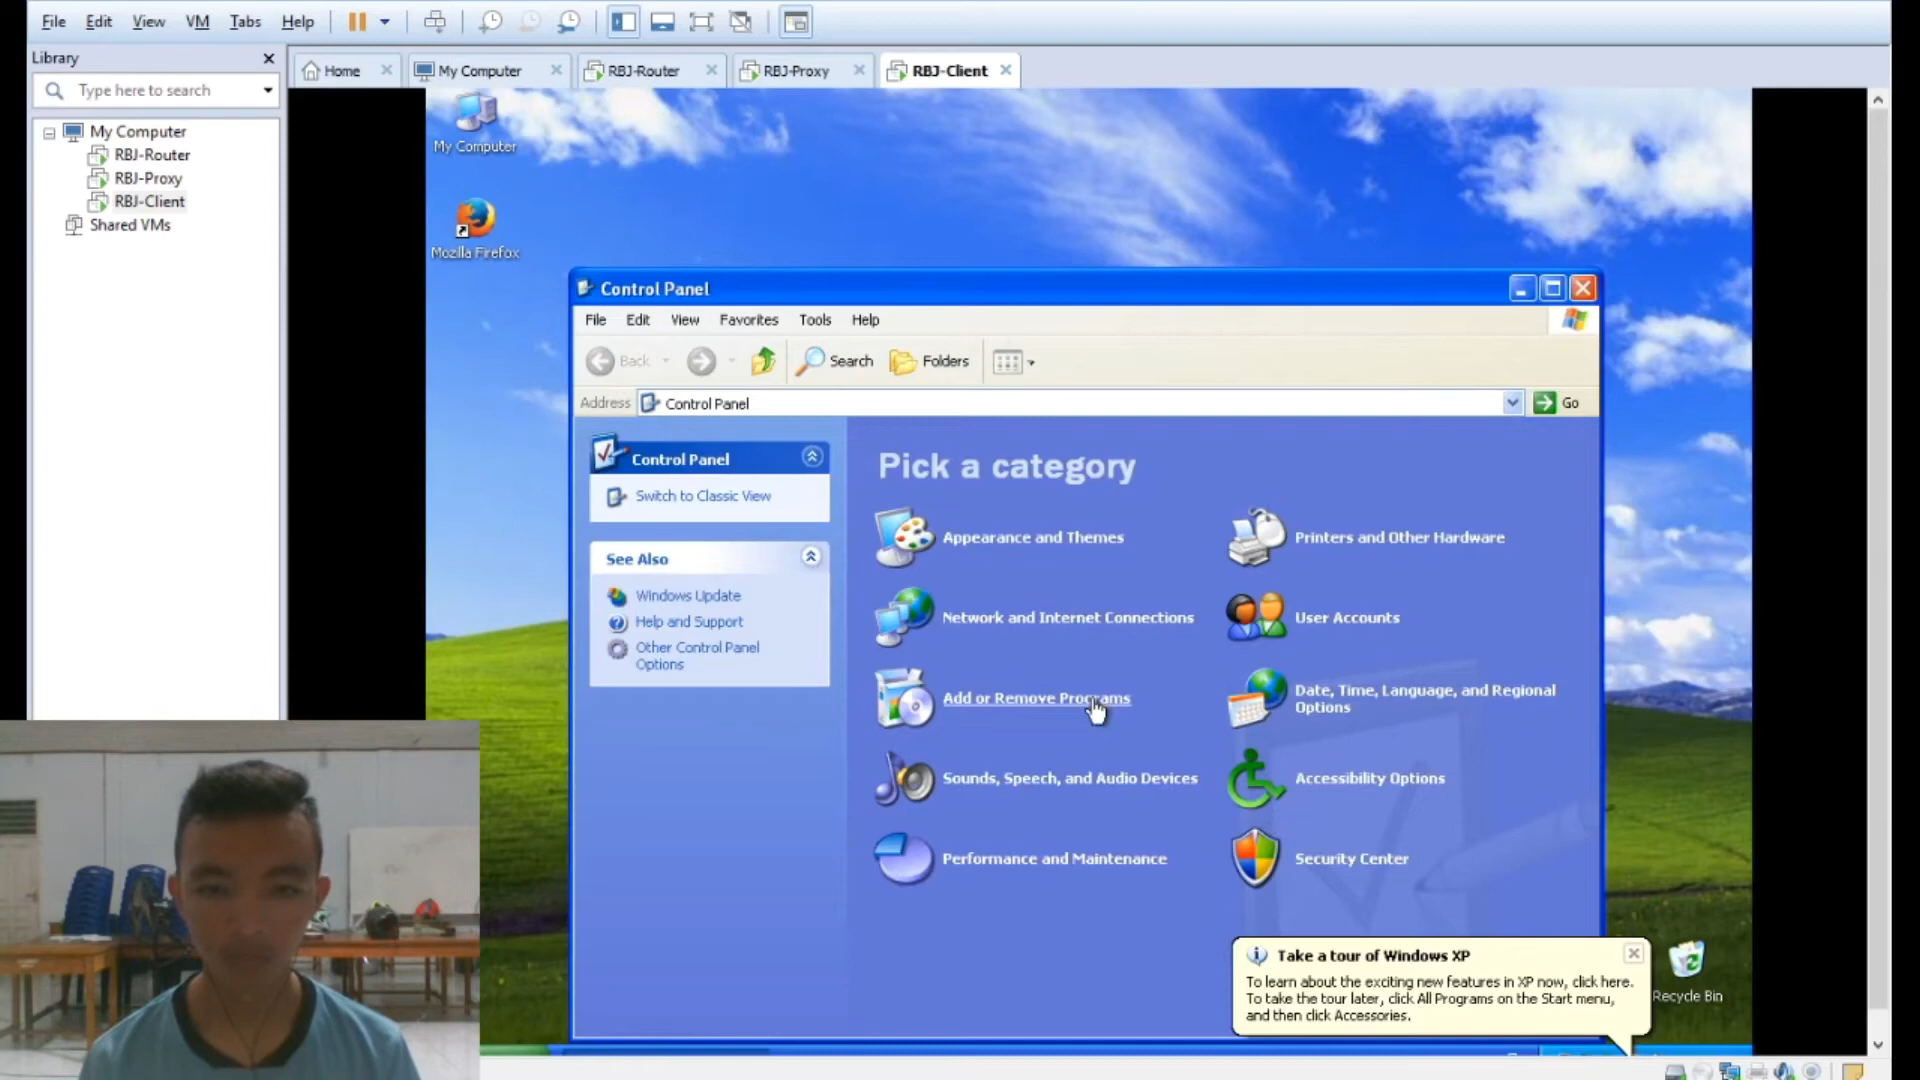 File Edit View VM Tabs Help
Library
Home
My Computer
RBJ-Router
RBJ-Proxy
RBJ-Client
Type here to search
My Computer
RBJ-Router
RBJ-Proxy
RBJ-Client
Shared VMs
My Computer
Mozilla Firefox
Control Panel
File Edit View Favorites Tools Help
Back
Search
Folders
Address
Control Panel
Go
Control Panel
Switch to Classic View
See Also
Windows Update
Help and Support
Other Control Panel
Options
Pick a category
Appearance and Themes
Printers and Other Hardware
Network and Internet Connections
User Accounts
Add or Remove Programs
Date, Time, Language, and Regional
Options
Sounds, Speech, and Audio Devices
Accessibility Options
Performance and Maintenance
Security Center
Take a tour of Windows XP
To learn about the exciting new features in XP now, click here.
To take the tour later, click All Programs on the Start menu,
and then click Accessories.
Recycle Bin